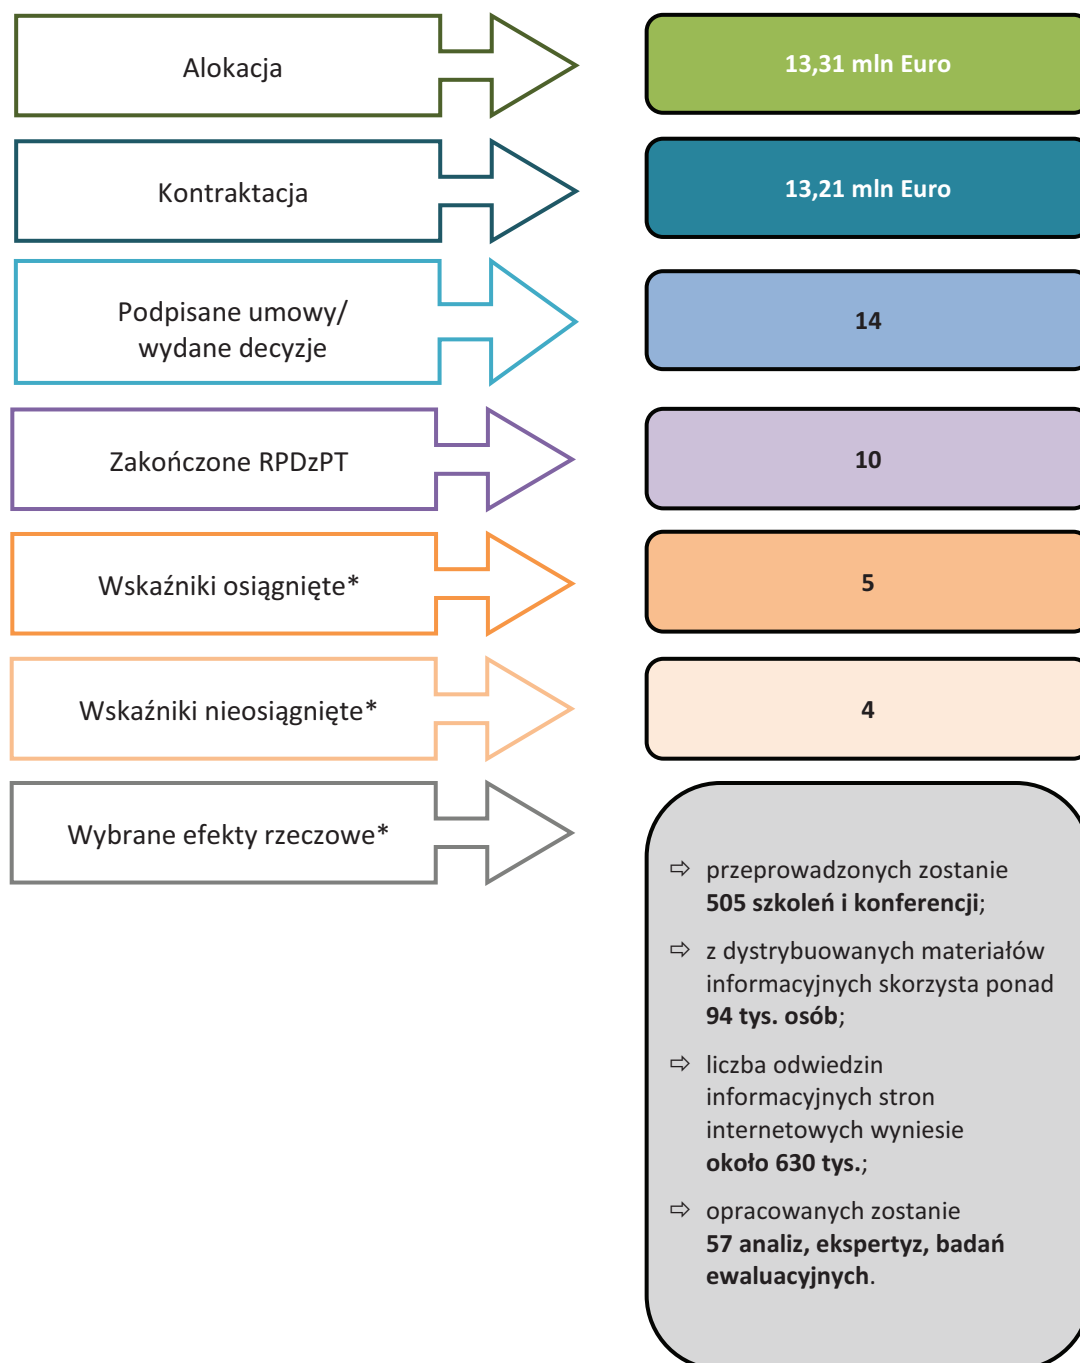 Alokacja
13,31 mln Euro
Kontraktacja
13,21 mln Euro
Podpisane umowy/
wydane decyzje
14
Zakończone RPDzPT
10
Wskaźniki osiągnięte*
5
Wskaźniki nieosiągnięte*
4
Wybrane efekty rzeczowe*
⇨ przeprowadzonych zostanie
505 szkoleń i konferencji;
⇨ z dystrybuowanych materiałów
informacyjnych skorzysta ponad
94 tys. osób;
⇨ liczba odwiedzin
informacyjnych stron
internetowych wyniesie
około 630 tys.;
⇨ opracowanych zostanie
57 analiz, ekspertyz, badań
ewaluacyjnych.